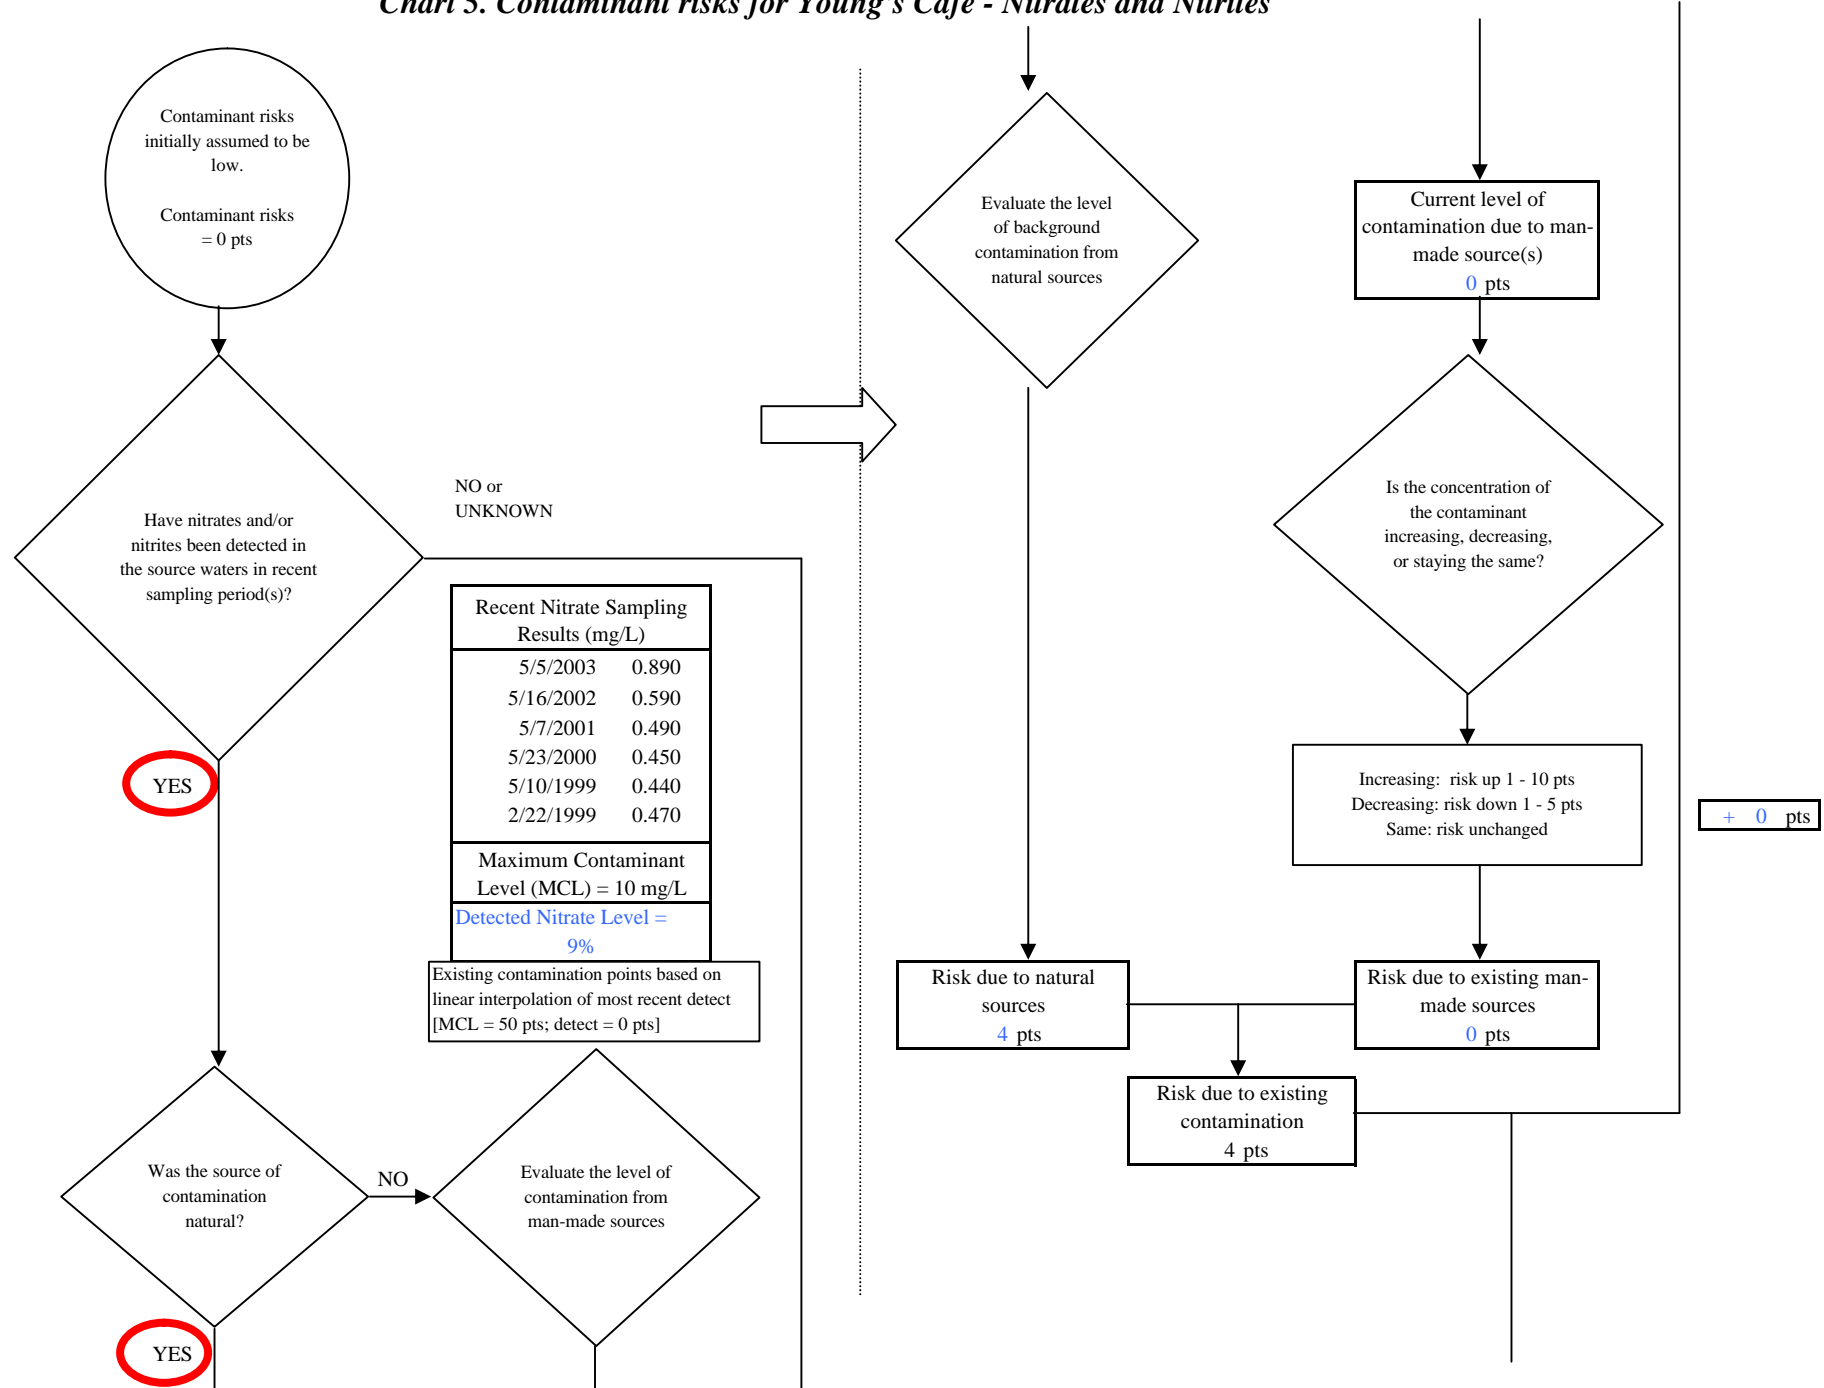 Chart 5. Contaminant risks for Young's Cafe - Nitrates and Nitrites
Contaminant risks
initially assumed to be
low.
Contaminant risks
= 0 pts
Have nitrates and/or
nitrites been detected in
the source waters in recent
sampling period(s)?
NO or
UNKNOWN
YES
Recent Nitrate Sampling
Results (mg/L)
5/5/2003 0.890
5/16/2002 0.590
5/7/2001 0.490
5/23/2000 0.450
5/10/1999 0.440
2/22/1999 0.470
Maximum Contaminant
Level (MCL) = 10 mg/L
Detected Nitrate Level =
9%
Existing contamination points based on
linear interpolation of most recent detect
[MCL = 50 pts; detect = 0 pts]
Was the source of
contamination
natural?
NO
Evaluate the level of
contamination from
man-made sources
YES
Evaluate the level
of background
contamination from
natural sources
Current level of
contamination due to man-
made source(s)
0 pts
Is the concentration of
the contaminant
increasing, decreasing,
or staying the same?
Increasing: risk up 1 - 10 pts
Decreasing: risk down 1 - 5 pts
Same: risk unchanged
+ 0 pts
Risk due to natural
sources
4 pts
Risk due to existing man-
made sources
0 pts
Risk due to existing
contamination
4 pts